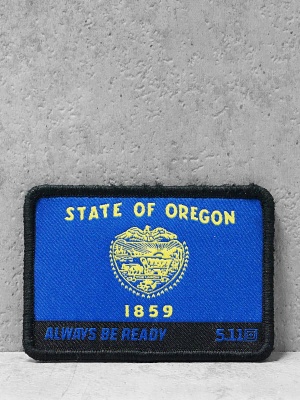 STATE OF OREGON
1859
ALWAYS BE READY 5.11